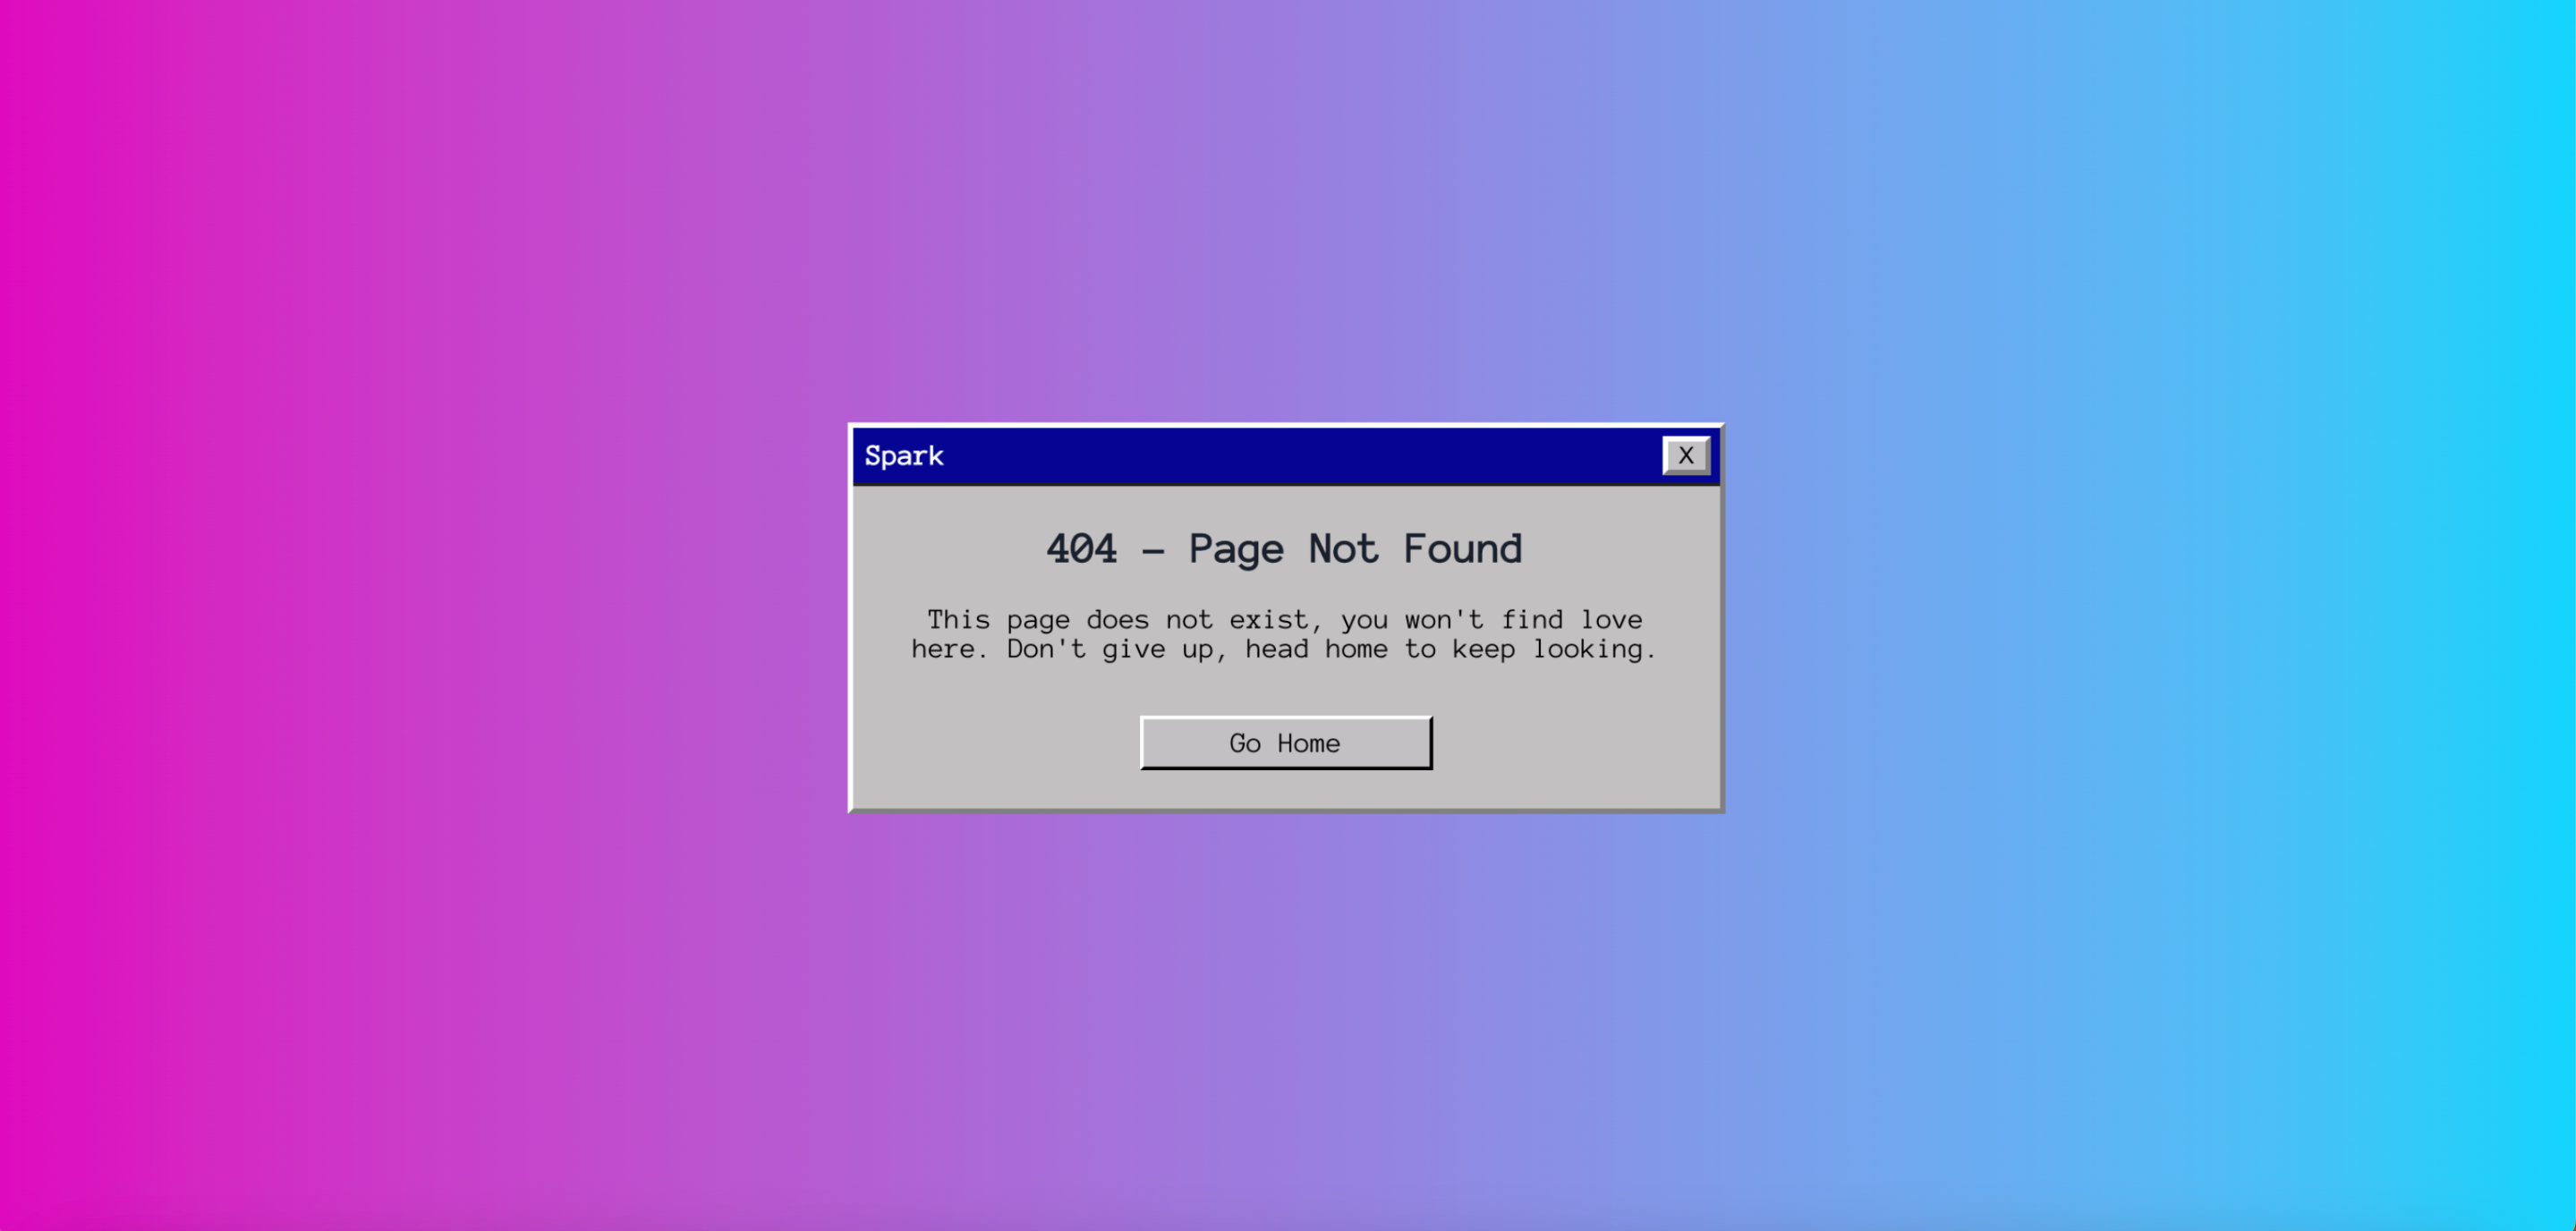 Spark
X
404 – Page Not Found
This page does not exist, you won't find love
here. Don't give up, head home to keep looking.
Go Home